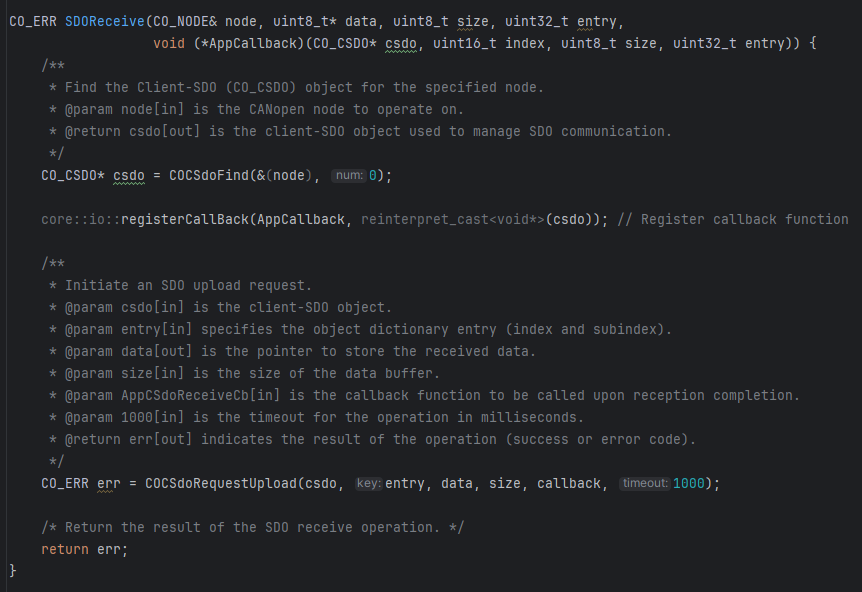 CO_ERR SDOReceive(CO_NODE& node, uint8_t* data, uint8_t size, uint32_t entry,
void (*AppCallback)(CO_CSDO* csdo, uint16_t index, uint8_t size, uint32_t entry)) {
/**
* Find the Client-SDO (CO_CSDO) object for the specified node.
* @param node[in] is the CANopen node to operate on.
* @return csdo[out] is the client-SDO object used to manage SDO communication.
*/
CO_CSDO* csdo = COCSdoFind(&(node), num: 0);
core::io::registerCallBack(AppCallback, reinterpret_cast<void*>(csdo)); // Register callback function
/**
* Initiate an SDO upload request.
* @param csdo[in] is the client-SDO object.
* @param entry[in] specifies the object dictionary entry (index and subindex).
* @param data[out] is the pointer to store the received data.
* @param size[in] is the size of the data buffer.
* @param AppCSdoReceiveCb[in] is the callback function to be called upon reception completion.
* @param 1000[in] is the timeout for the operation in milliseconds.
* @return err[out] indicates the result of the operation (success or error code).
*/
CO_ERR err = COCSdoRequestUpload(csdo, key: entry, data, size, callback, timeout: 1000);
/* Return the result of the SDO receive operation. */
return err;
}